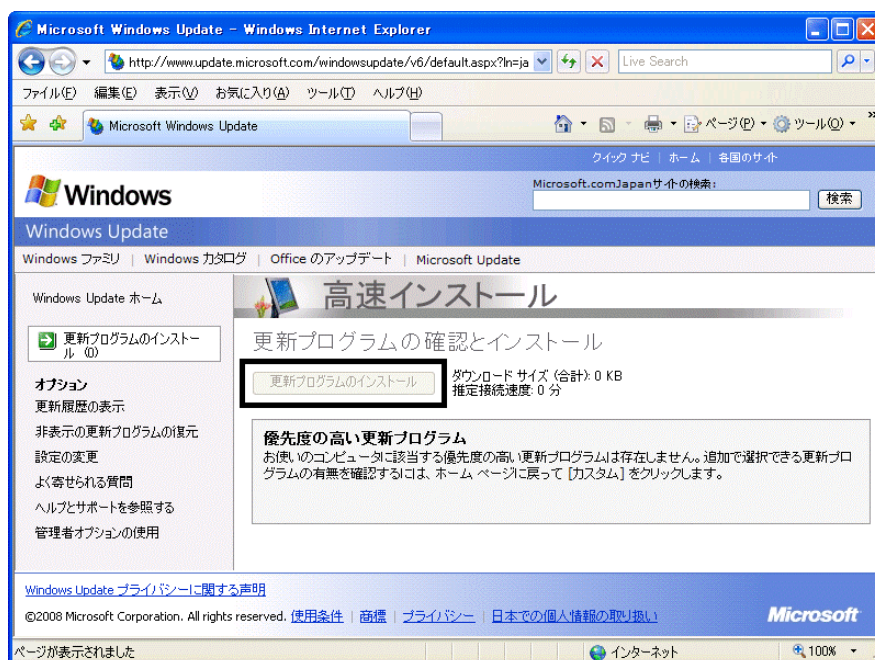 Microsoft Windows Update - Windows Internet Explorer
http://www.update.microsoft.com/windowsupdate/v6/default.aspx?ln=ja
Live Search
ファイル(F) 編集(E) 表示(V) お気に入り(A) ツール(T) ヘルプ(H)
Microsoft Windows Update
ページ(P) ツール(O)
クイック ナビ | ホーム | 各国のサイト
Windows
Microsoft.comJapanサイトの検索:
検索
Windows Update
Windows ファミリ | Windows カタログ | Office のアップデート | Microsoft Update
Windows Update ホーム
更新プログラムのインストー
ル (0)
オプション
更新履歴の表示
非表示の更新プログラムの復元
設定の変更
よく寄せられる質問
ヘルプとサポートを参照する
管理者オプションの使用
高速インストール
更新プログラムの確認とインストール
更新プログラムのインストール
ダウンロード サイズ (合計): 0 KB
推定接続速度: 0 分
優先度の高い更新プログラム
お使いのコンピュータに該当する優先度の高い更新プログラムは存在しません。追加で選択できる更新プロ
グラムの有無を確認するには、ホーム ページに戻って [カスタム] をクリックします。
Windows Update プライバシーに関する声明
©2008 Microsoft Corporation. All rights reserved. 使用条件 | 商標 | プライバシー | 日本での個人情報の取り扱い
Microsoft
ページが表示されました
インターネット
100%